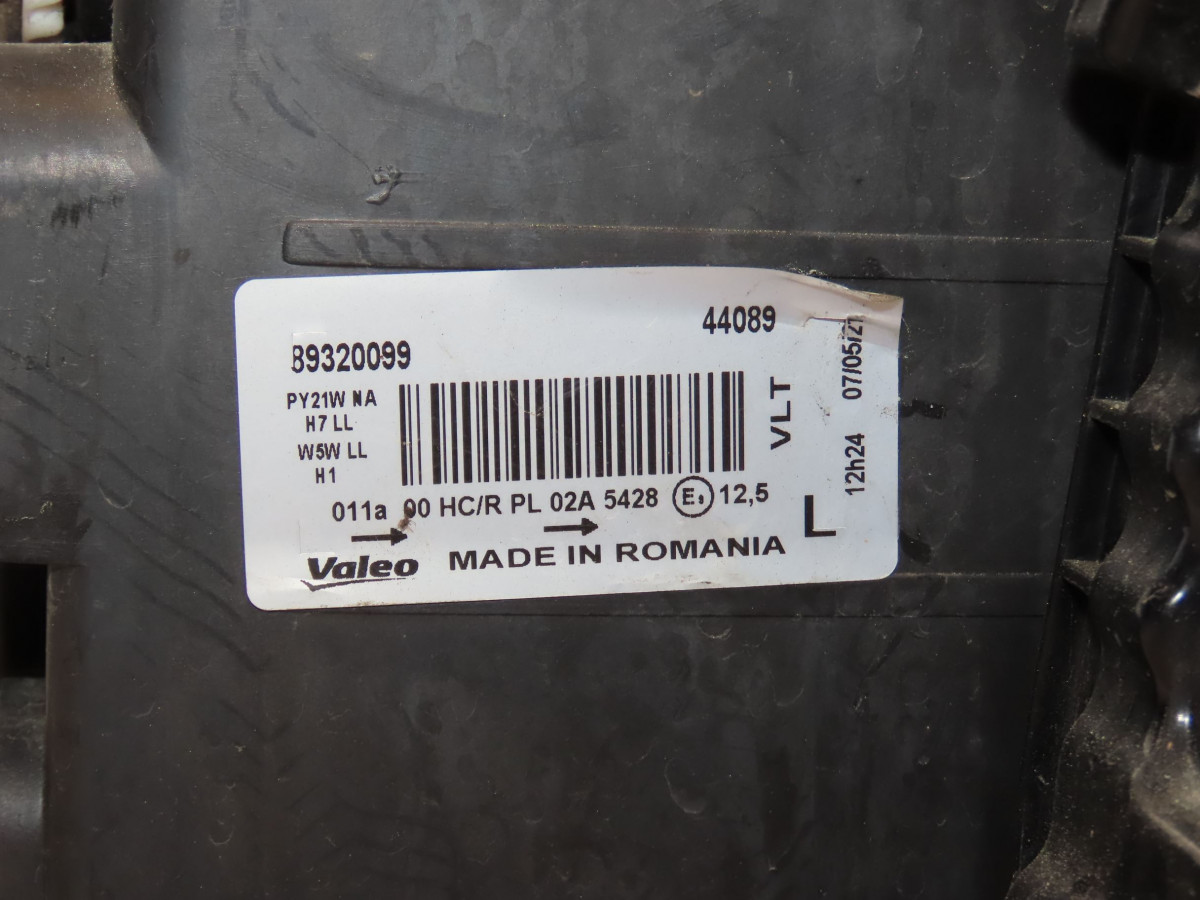 44089
89320099
PY21W NA
H7 LL
W5W LL
H1
VLT
12h24 07/05/21
011a 00 HC/R PL 02A 5428 E9 12,5
L
Valeo MADE IN ROMANIA